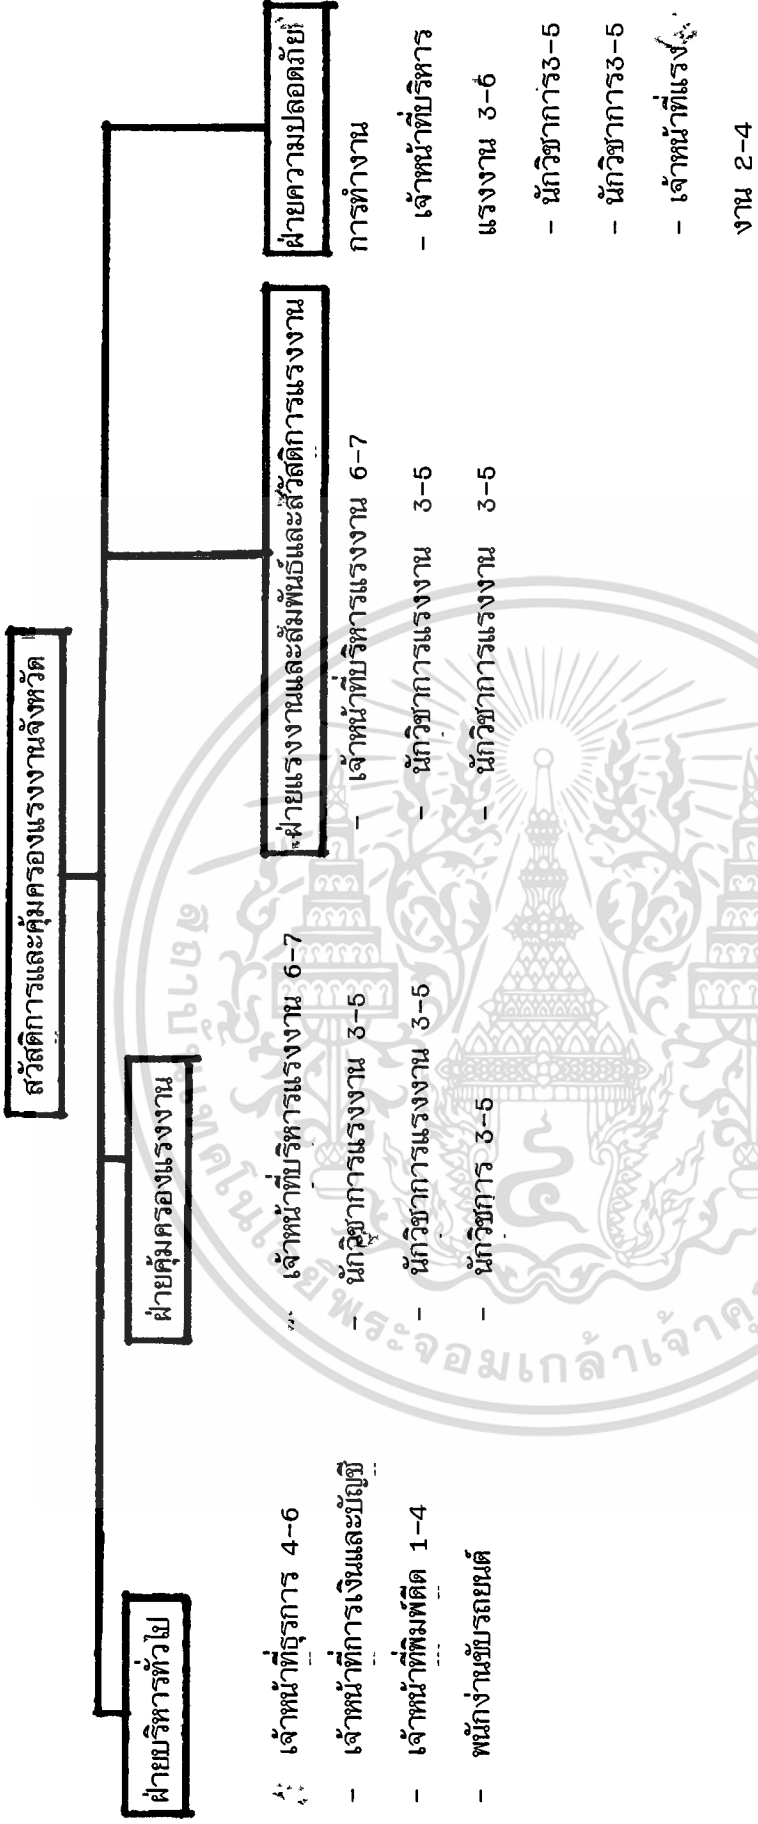 สวัสดิการและคุ้มครองแรงงานจังหวัด
ฝ่ายบริหารทั่วไป
- เจ้าหน้าที่ธุรการ 4-6
- เจ้าหน้าที่การเงินและบัญชี
- เจ้าหน้าที่พิมพ์ดีด 1-4
- พนักงานขับรถยนต์
ฝ่ายคุ้มครองแรงงาน
- เจ้าหน้าที่บริหารแรงงาน 6-7
- นักวิชาการแรงงาน 3-5
- นักวิชาการแรงงาน 3-5
- นักวิชการ 3-5
ฝ่ายแรงงานและสัมพันธ์และสวัสดิการแรงงาน
- เจ้าหน้าที่บริหารแรงงาน 6-7
- นักวิชาการแรงงาน 3-5
- นักวิชาการแรงงาน 3-5
ฝ่ายความปลอดภัย
การทำงาน
- เจ้าหน้าที่บริหาร
แรงงาน 3-6
- นักวิชาการ3-5
- นักวิชาการ3-5
- เจ้าหน้าที่แรง
งาน 2-4
พระจอมเกล้าเจ้าคุ